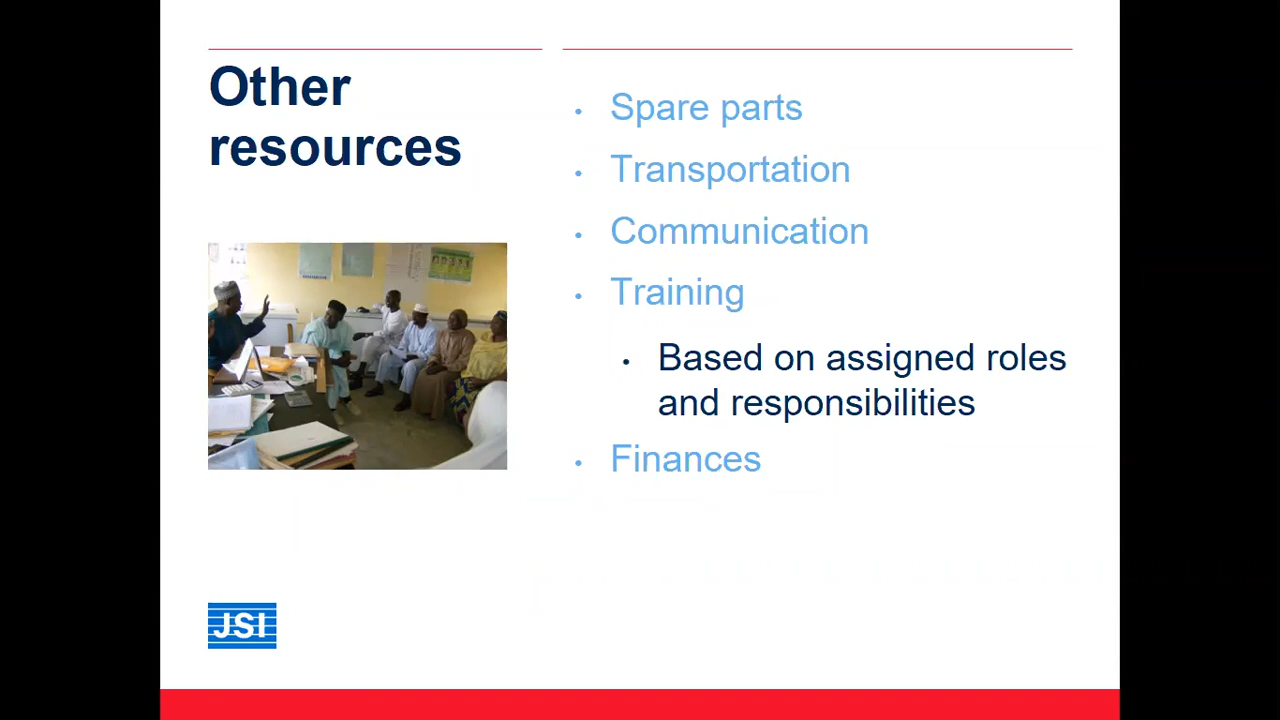 Other
resources
• Spare parts
• Transportation
• Communication
• Training
• Based on assigned roles
and responsibilities
• Finances
JSI